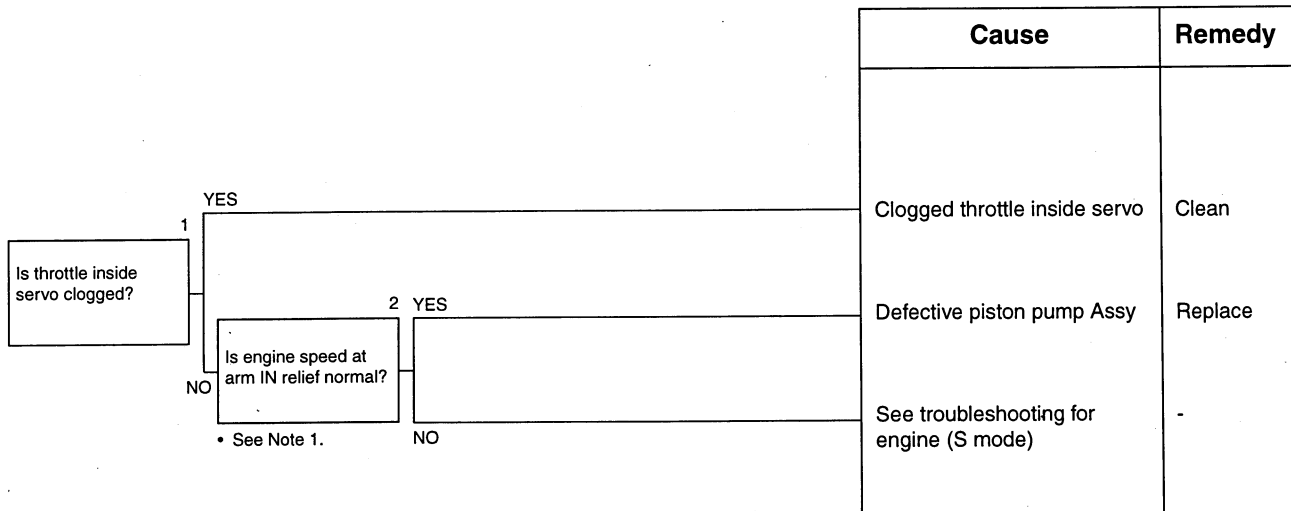 Cause
Remedy
YES
1
Clogged throttle inside servo
Clean
Is throttle inside
servo clogged?
2
YES
Defective piston pump Assy
Replace
Is engine speed at
arm IN relief normal?
NO
See troubleshooting for
engine (S mode)
-
• See Note 1.
NO